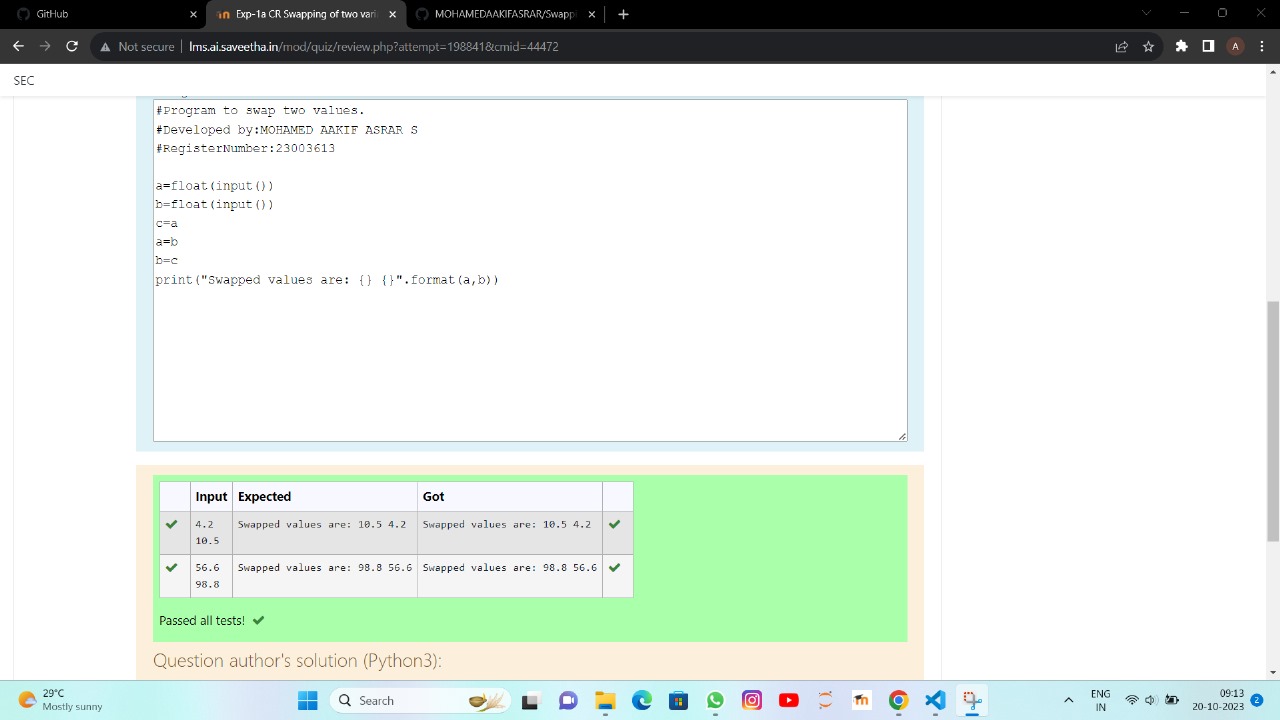 GitHub
Exp-1a CR Swapping of two vari
MOHAMEDAAKIFASRAR/Swapp
Not secure
lms.ai.saveetha.in/mod/quiz/review.php?attempt=198841&cmid=44472
A
SEC
#Program to swap two values.
#Developed by:MOHAMED AAKIF ASRAR S
#RegisterNumber:23003613
a=float(input())
b=float(input())
c=a
a=b
b=c
print("Swapped values are: {} {}".format(a,b))
Input Expected Got
4.2 Swapped values are: 10.5 4.2 Swapped values are: 10.5 4.2
10.5
56.6 Swapped values are: 98.8 56.6 Swapped values are: 98.8 56.6
98.8
Passed all tests!
Question author's solution (Python3):
29°C
Mostly sunny
Search
ENG
IN
09:13
20-10-2023
2